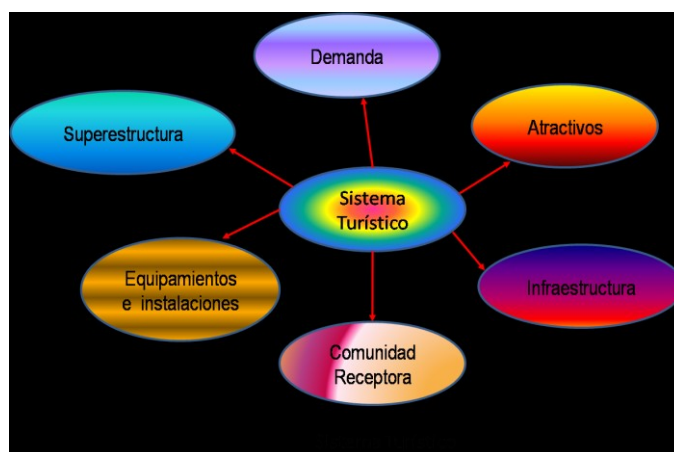 Demanda
Superestructura
Atractivos
Sistema
Turístico
Equipamientos
e instalaciones
Infraestructura
Comunidad
Receptora